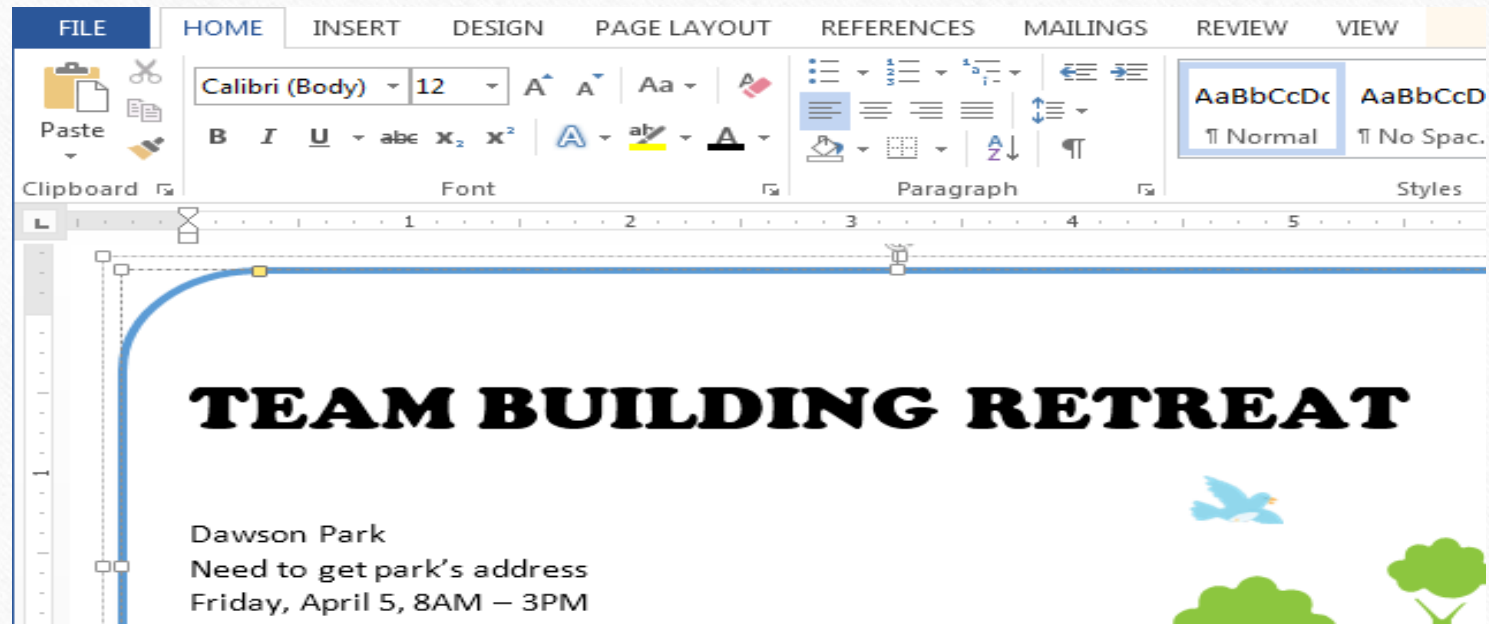 FILE HOME INSERT DESIGN PAGE LAYOUT REFERENCES MAILINGS REVIEW VIEW
Calibri (Body) 12 A A Aa
AaBbCcDc AaBbCcD
Paste B I U abc X₂ X² A ab A A Z ¶ ¶ Normal ¶ No Spac.
Clipboard Font Paragraph Styles
L 1 2 3 4 5
TEAM BUILDING RETREAT
1
Dawson Park
Need to get park's address
Friday, April 5, 8AM – 3PM